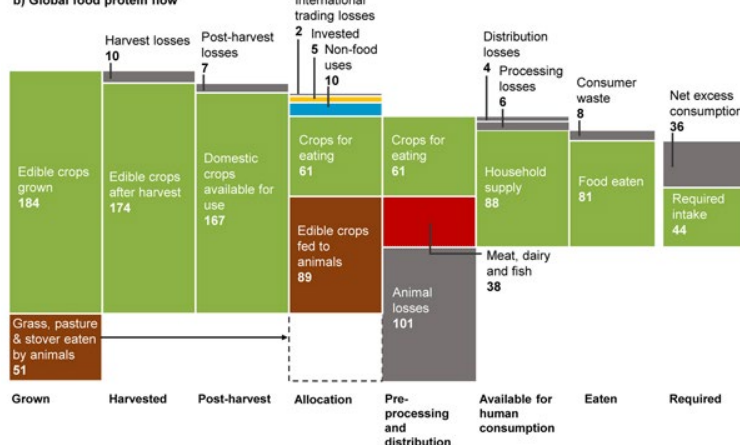 b) Global food protein flow
International
trading losses
2
Invested
5
Non-food
uses
10
Harvest losses
10
Post-harvest
losses
7
Distribution
losses
4
Processing
losses
6
Consumer
waste
8
Net excess
consumption
36
Edible crops
grown
184
Edible crops
after harvest
174
Domestic
crops
available for
use
167
Crops for
eating
61
Crops for
eating
61
Household
supply
88
Food eaten
81
Required
intake
44
Edible crops
fed to
animals
89
Meat, dairy
and fish
38
Animal
losses
101
Grass, pasture
& stover eaten
by animals
51
Grown
Harvested
Post-harvest
Allocation
Pre-
processing
and
distribution
Available for
human
consumption
Eaten
Required